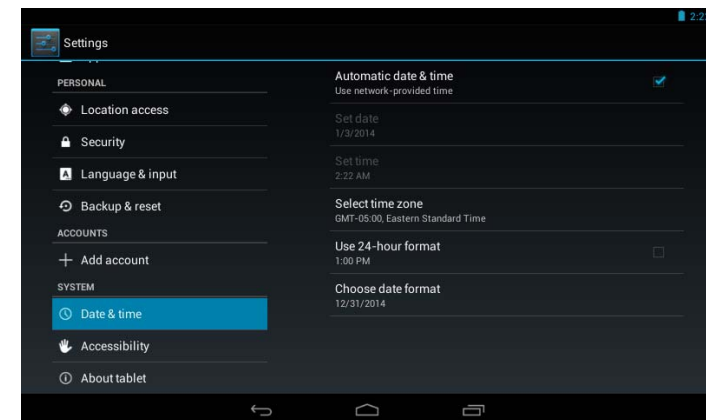 2:2
Settings
PERSONAL
Location access
Security
Language & input
Backup & reset
ACCOUNTS
Add account
SYSTEM
Date & time
Accessibility
About tablet
Automatic date & time
Use network-provided time
Set date
1/3/2014
Set time
2:22 AM
Select time zone
GMT-05:00, Eastern Standard Time
Use 24-hour format
1:00 PM
Choose date format
12/31/2014